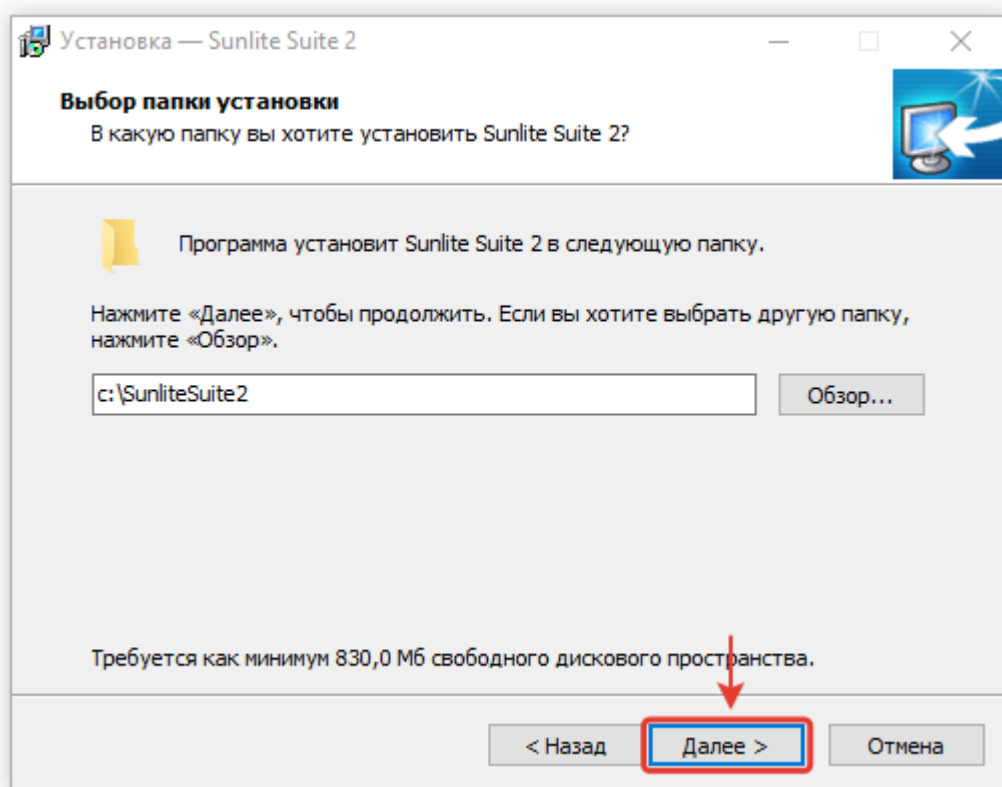 Установка — Sunlite Suite 2
Выбор папки установки
В какую папку вы хотите установить Sunlite Suite 2?
Программа установит Sunlite Suite 2 в следующую папку.
Нажмите «Далее», чтобы продолжить. Если вы хотите выбрать другую папку,
нажмите «Обзор».
c:\SunliteSuite2
Обзор...
Требуется как минимум 830,0 Мб свободного дискового пространства.
< Назад
Далее >
Отмена